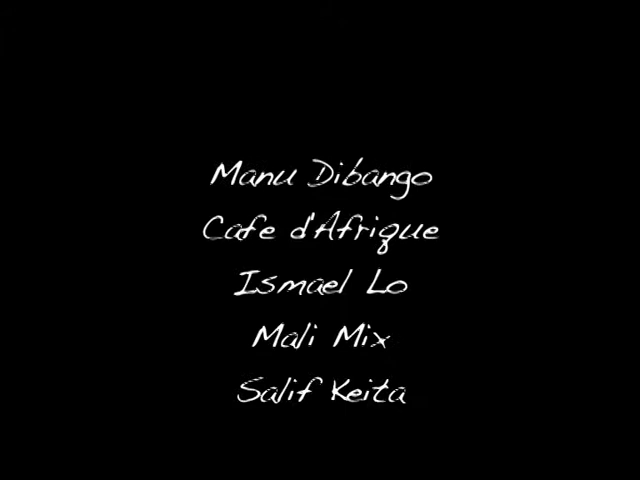 Manu Dibango
Cafe d'Afrique
Ismael Lo
Mali Mix
Salif Keita